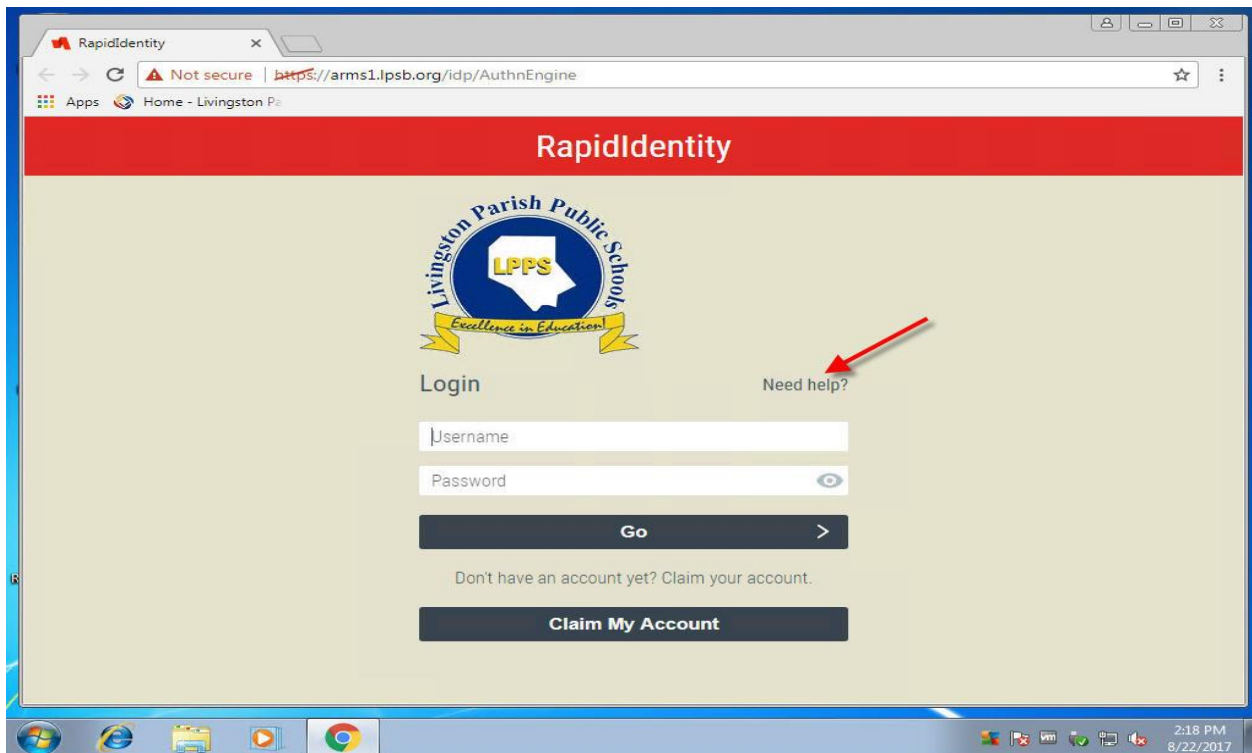 RapidIdentity
Not secure | https://arms1.lpsb.org/idp/AuthnEngine
Apps Home - Livingston Pa
RapidIdentity
Livingston Parish Public Schools
LPPS
Excellence in Education!
Login Need help?
Username
Password
Go >
Don't have an account yet? Claim your account.
Claim My Account
R
2:18 PM
8/22/2017